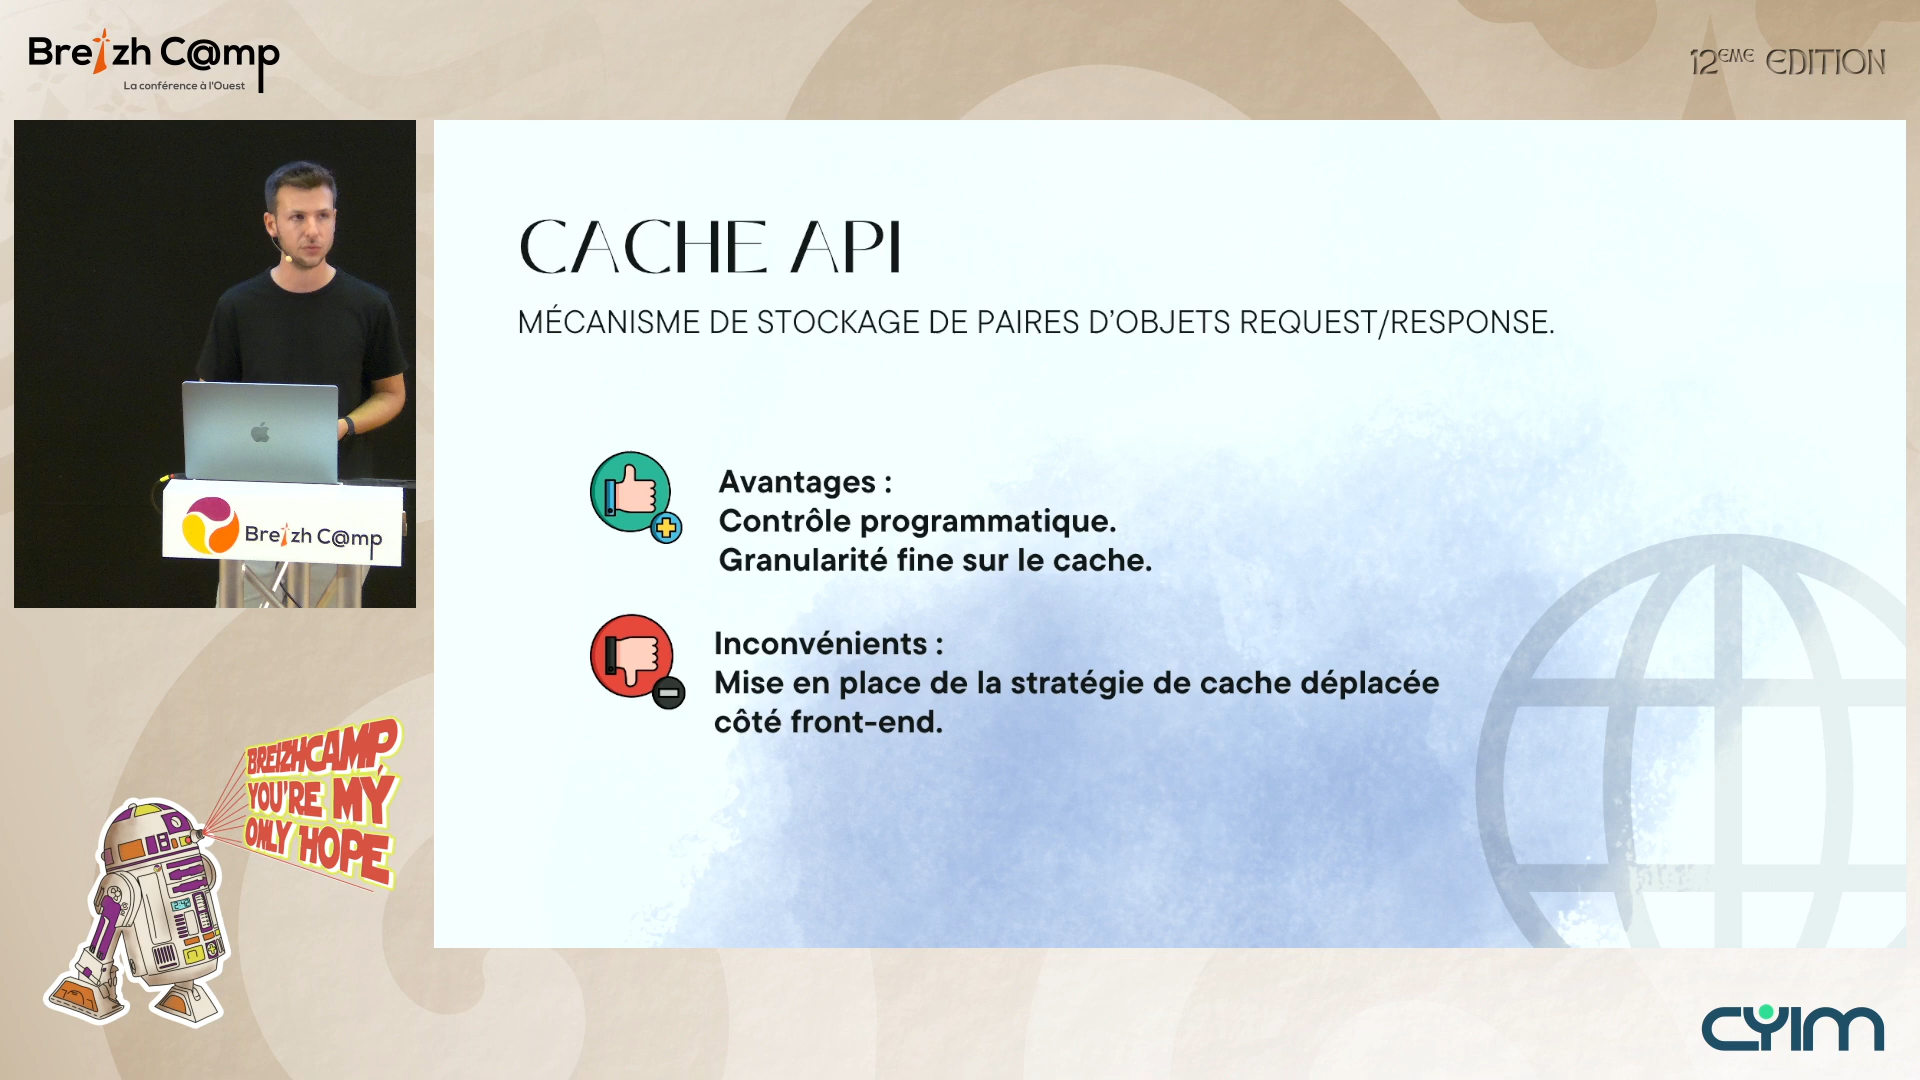 Breizh C@mp
La conférence à l'Ouest
12EME EDITION
CACHE API
MÉCANISME DE STOCKAGE DE PAIRES D’OBJETS REQUEST/RESPONSE.
Avantages :
Contrôle programmatique.
Granularité fine sur le cache.
Inconvénients :
Mise en place de la stratégie de cache déplacée
côté front-end.
Breizh C@mp
BREIZHCAMP,
YOU'RE MY
ONLY HOPE
CYIM